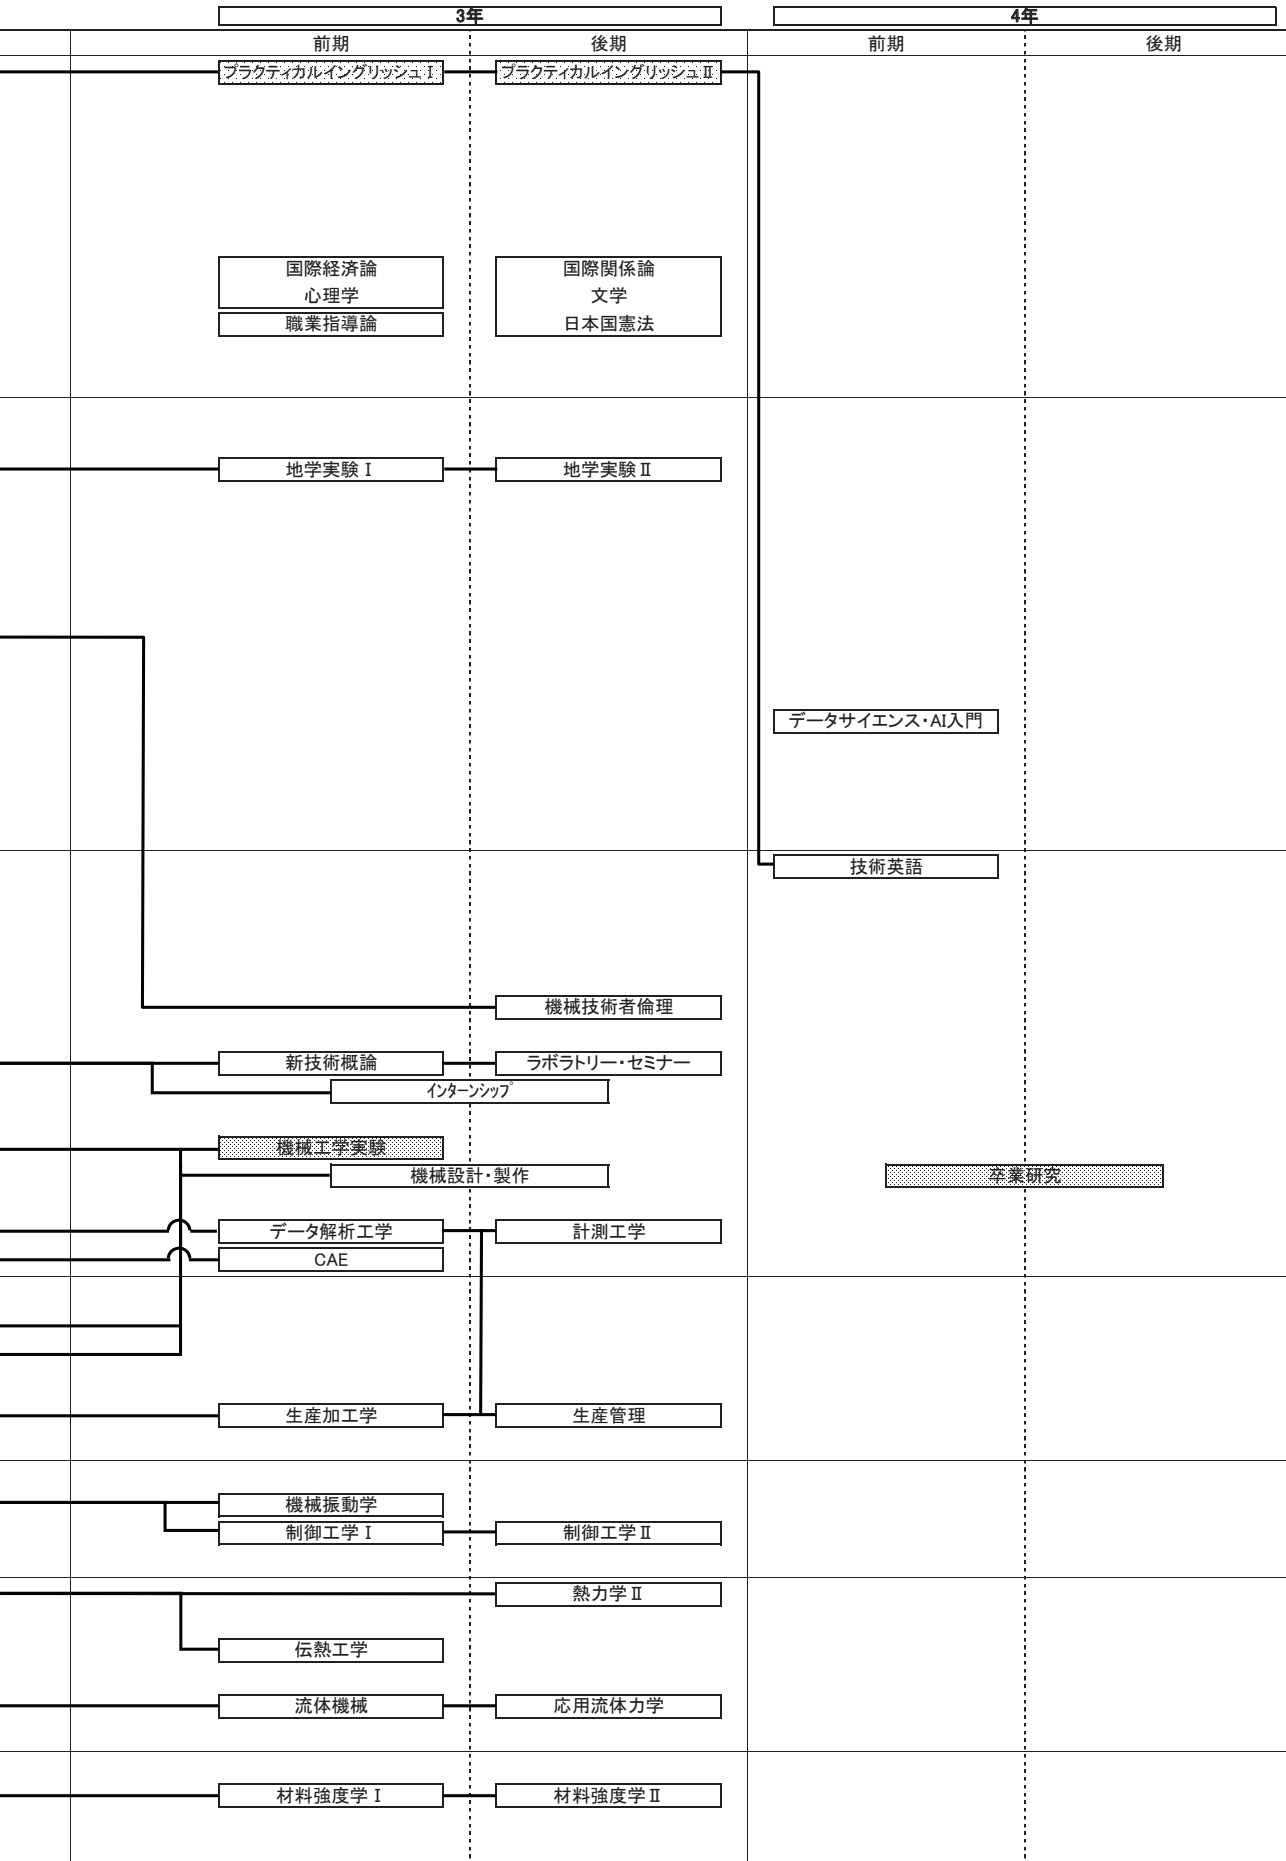 3年 4年
前期 後期 前期 後期
プラクティカルイングリッシュⅠ プラクティカルイングリッシュⅡ
国際経済論 国際関係論
心理学 文学
職業指導論 日本国憲法
地学実験Ⅰ 地学実験Ⅱ
データサイエンス・AI入門
技術英語
機械技術者倫理
新技術概論 ラボラトリー・セミナー
インターンシップ
機械工学実験
機械設計・製作 卒業研究
データ解析工学 計測工学
CAE
生産加工学 生産管理
機械振動学
制御工学Ⅰ 制御工学Ⅱ
熱力学Ⅱ
伝熱工学
流体機械 応用流体力学
材料強度学Ⅰ 材料強度学Ⅱ